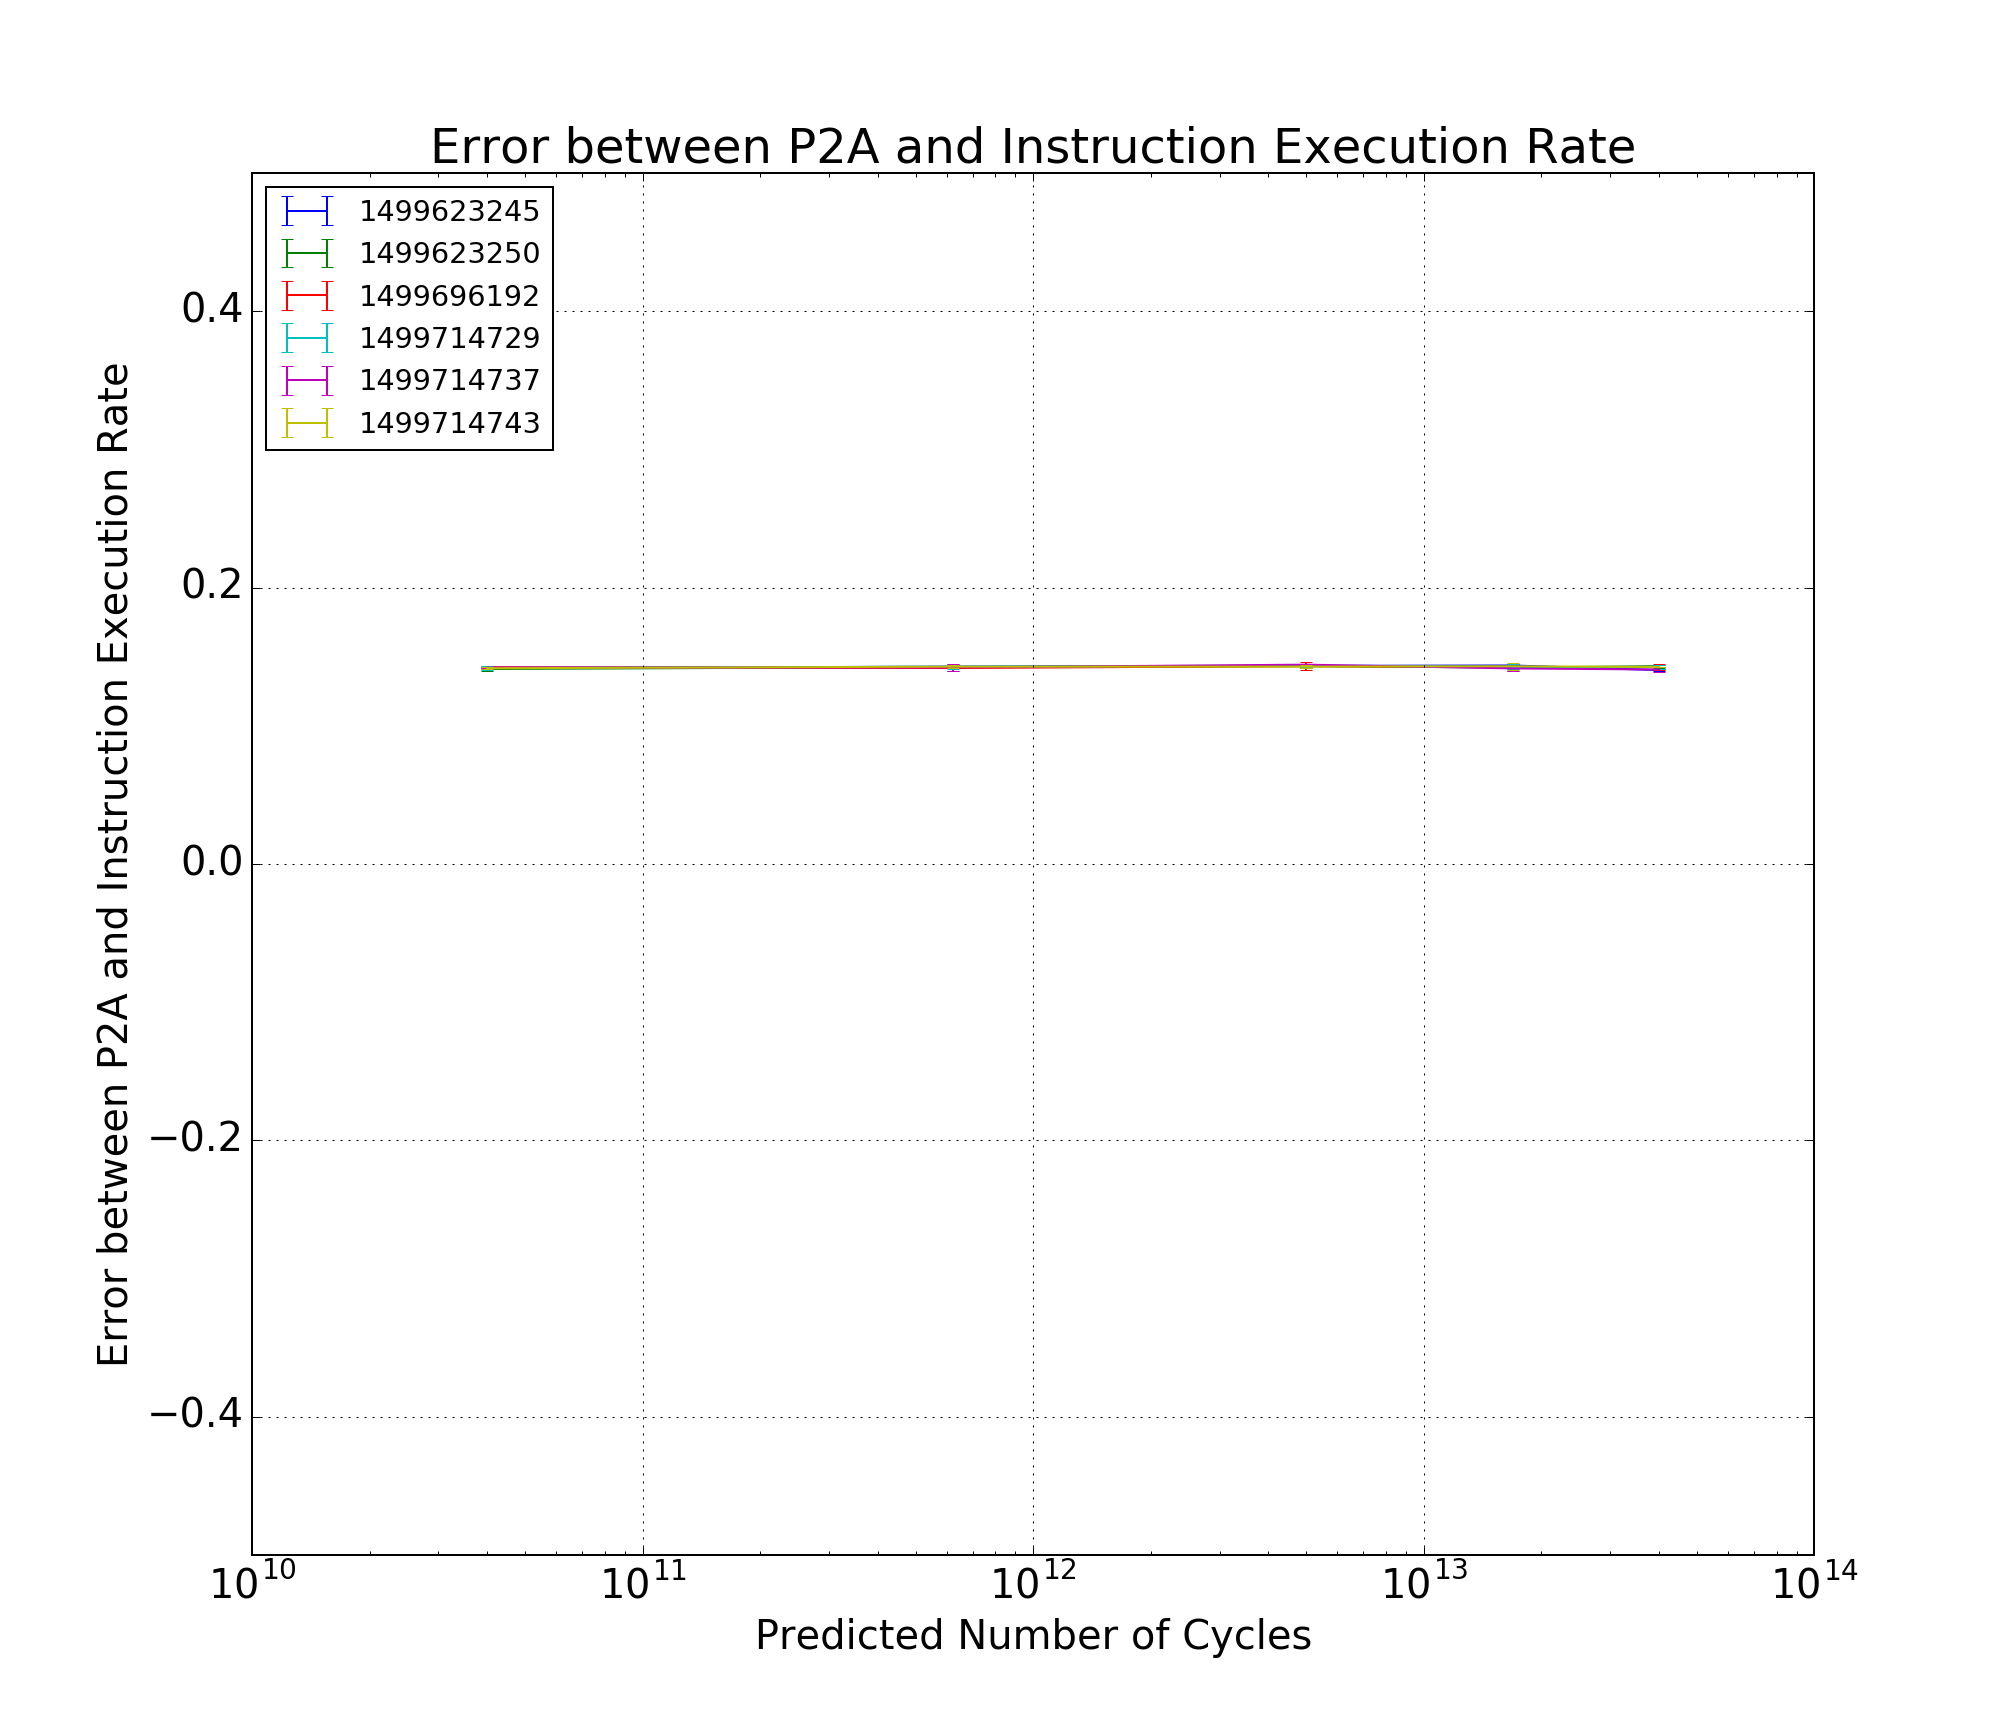 Error between P2A and Instruction Execution Rate
1499623245
1499623250
1499696192
1499714729
1499714737
1499714743
Error between P2A and Instruction Execution Rate
0.4
0.2
0.0
−0.2
−0.4
10^10 10^11 10^12 10^13 10^14
Predicted Number of Cycles